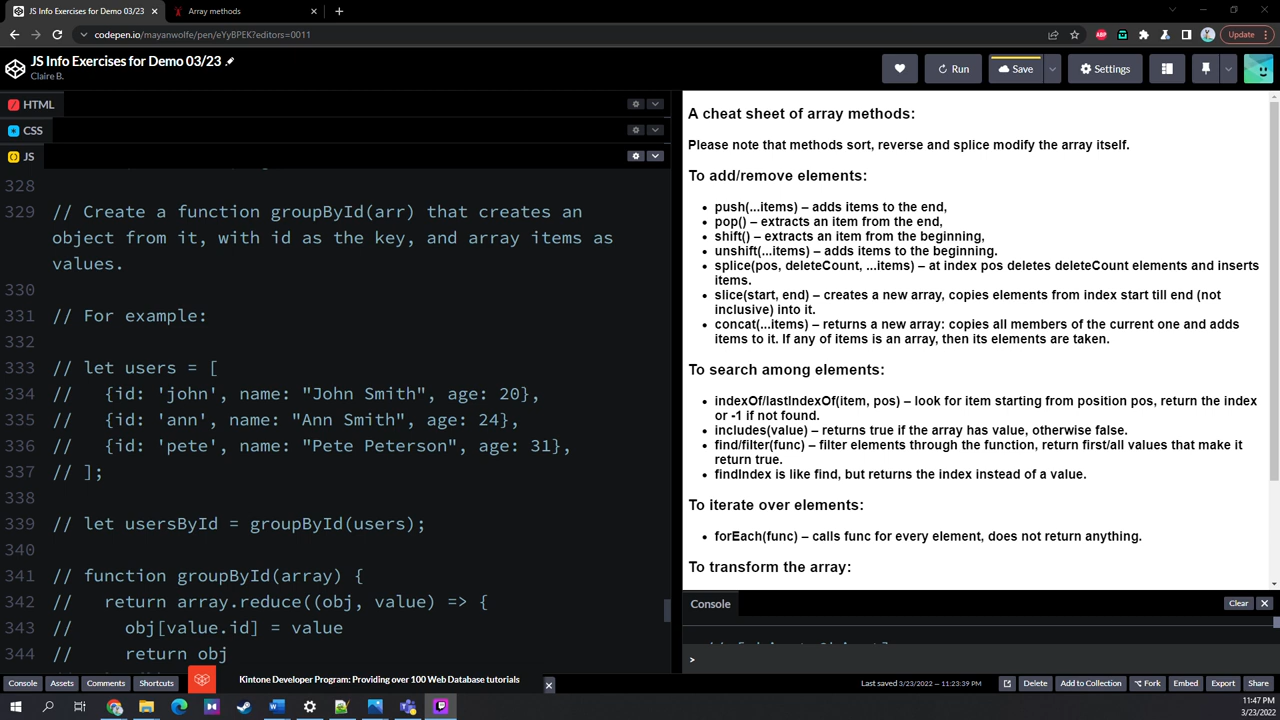 JS Info Exercises for Demo 03/23
Array methods
codepen.io/mayanwolfe/pen/eYyBPEK?editors=0011
Update
JS Info Exercises for Demo 03/23
Claire B.
Run
Save
Settings
HTML
CSS
JS
328
329 // Create a function groupById(arr) that creates an
object from it, with id as the key, and array items as
values.
330
331 // For example:
332
333 // let users = [
334 //   {id: 'john', name: "John Smith", age: 20},
335 //   {id: 'ann', name: "Ann Smith", age: 24},
336 //   {id: 'pete', name: "Pete Peterson", age: 31},
337 // ];
338
339 // let usersById = groupById(users);
340
341 // function groupById(array) {
342 //   return array.reduce((obj, value) => {
343 //     obj[value.id] = value
344 //     return obj
A cheat sheet of array methods:
Please note that methods sort, reverse and splice modify the array itself.
To add/remove elements:
• push(...items) – adds items to the end,
• pop() – extracts an item from the end,
• shift() – extracts an item from the beginning,
• unshift(...items) – adds items to the beginning.
• splice(pos, deleteCount, ...items) – at index pos deletes deleteCount elements and inserts
items.
• slice(start, end) – creates a new array, copies elements from index start till end (not
inclusive) into it.
• concat(...items) – returns a new array: copies all members of the current one and adds
items to it. If any of items is an array, then its elements are taken.
To search among elements:
• indexOf/lastIndexOf(item, pos) – look for item starting from position pos, return the index
or -1 if not found.
• includes(value) – returns true if the array has value, otherwise false.
• find/filter(func) – filter elements through the function, return first/all values that make it
return true.
• findIndex is like find, but returns the index instead of a value.
To iterate over elements:
• forEach(func) – calls func for every element, does not return anything.
To transform the array:
Console
Clear
>
Console
Assets
Comments
Shortcuts
Kintone Developer Program: Providing over 100 Web Database tutorials
Last saved 3/23/2022 — 11:23:39 PM
Delete
Add to Collection
Fork
Embed
Export
Share
11:47 PM
3/23/2022